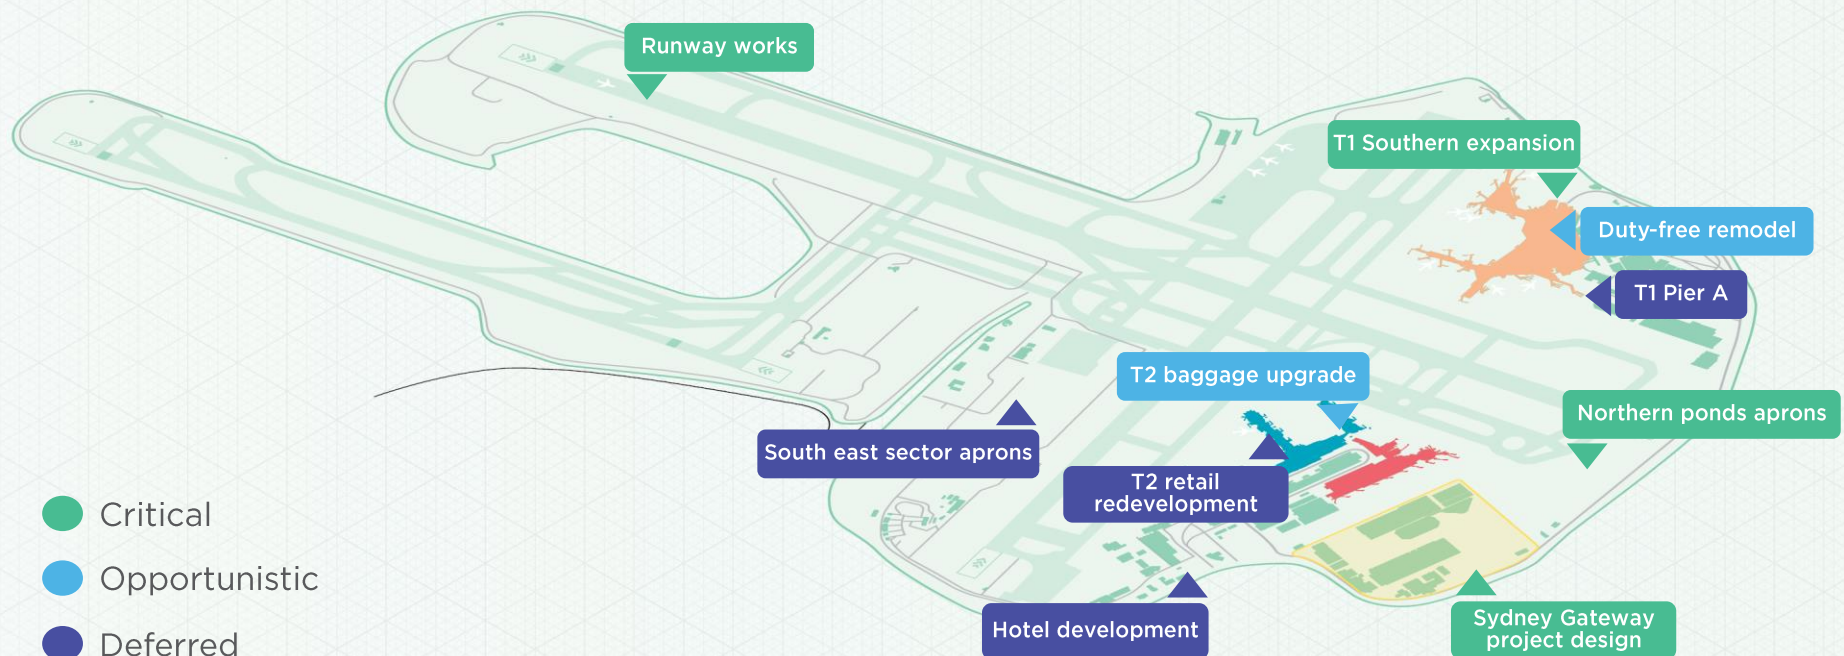 Runway works
T1 Southern expansion
Duty-free remodel
T1 Pier A
T2 baggage upgrade
Northern ponds aprons
South east sector aprons
T2 retail
redevelopment
Critical
Opportunistic
Deferred
Hotel development
Sydney Gateway
project design